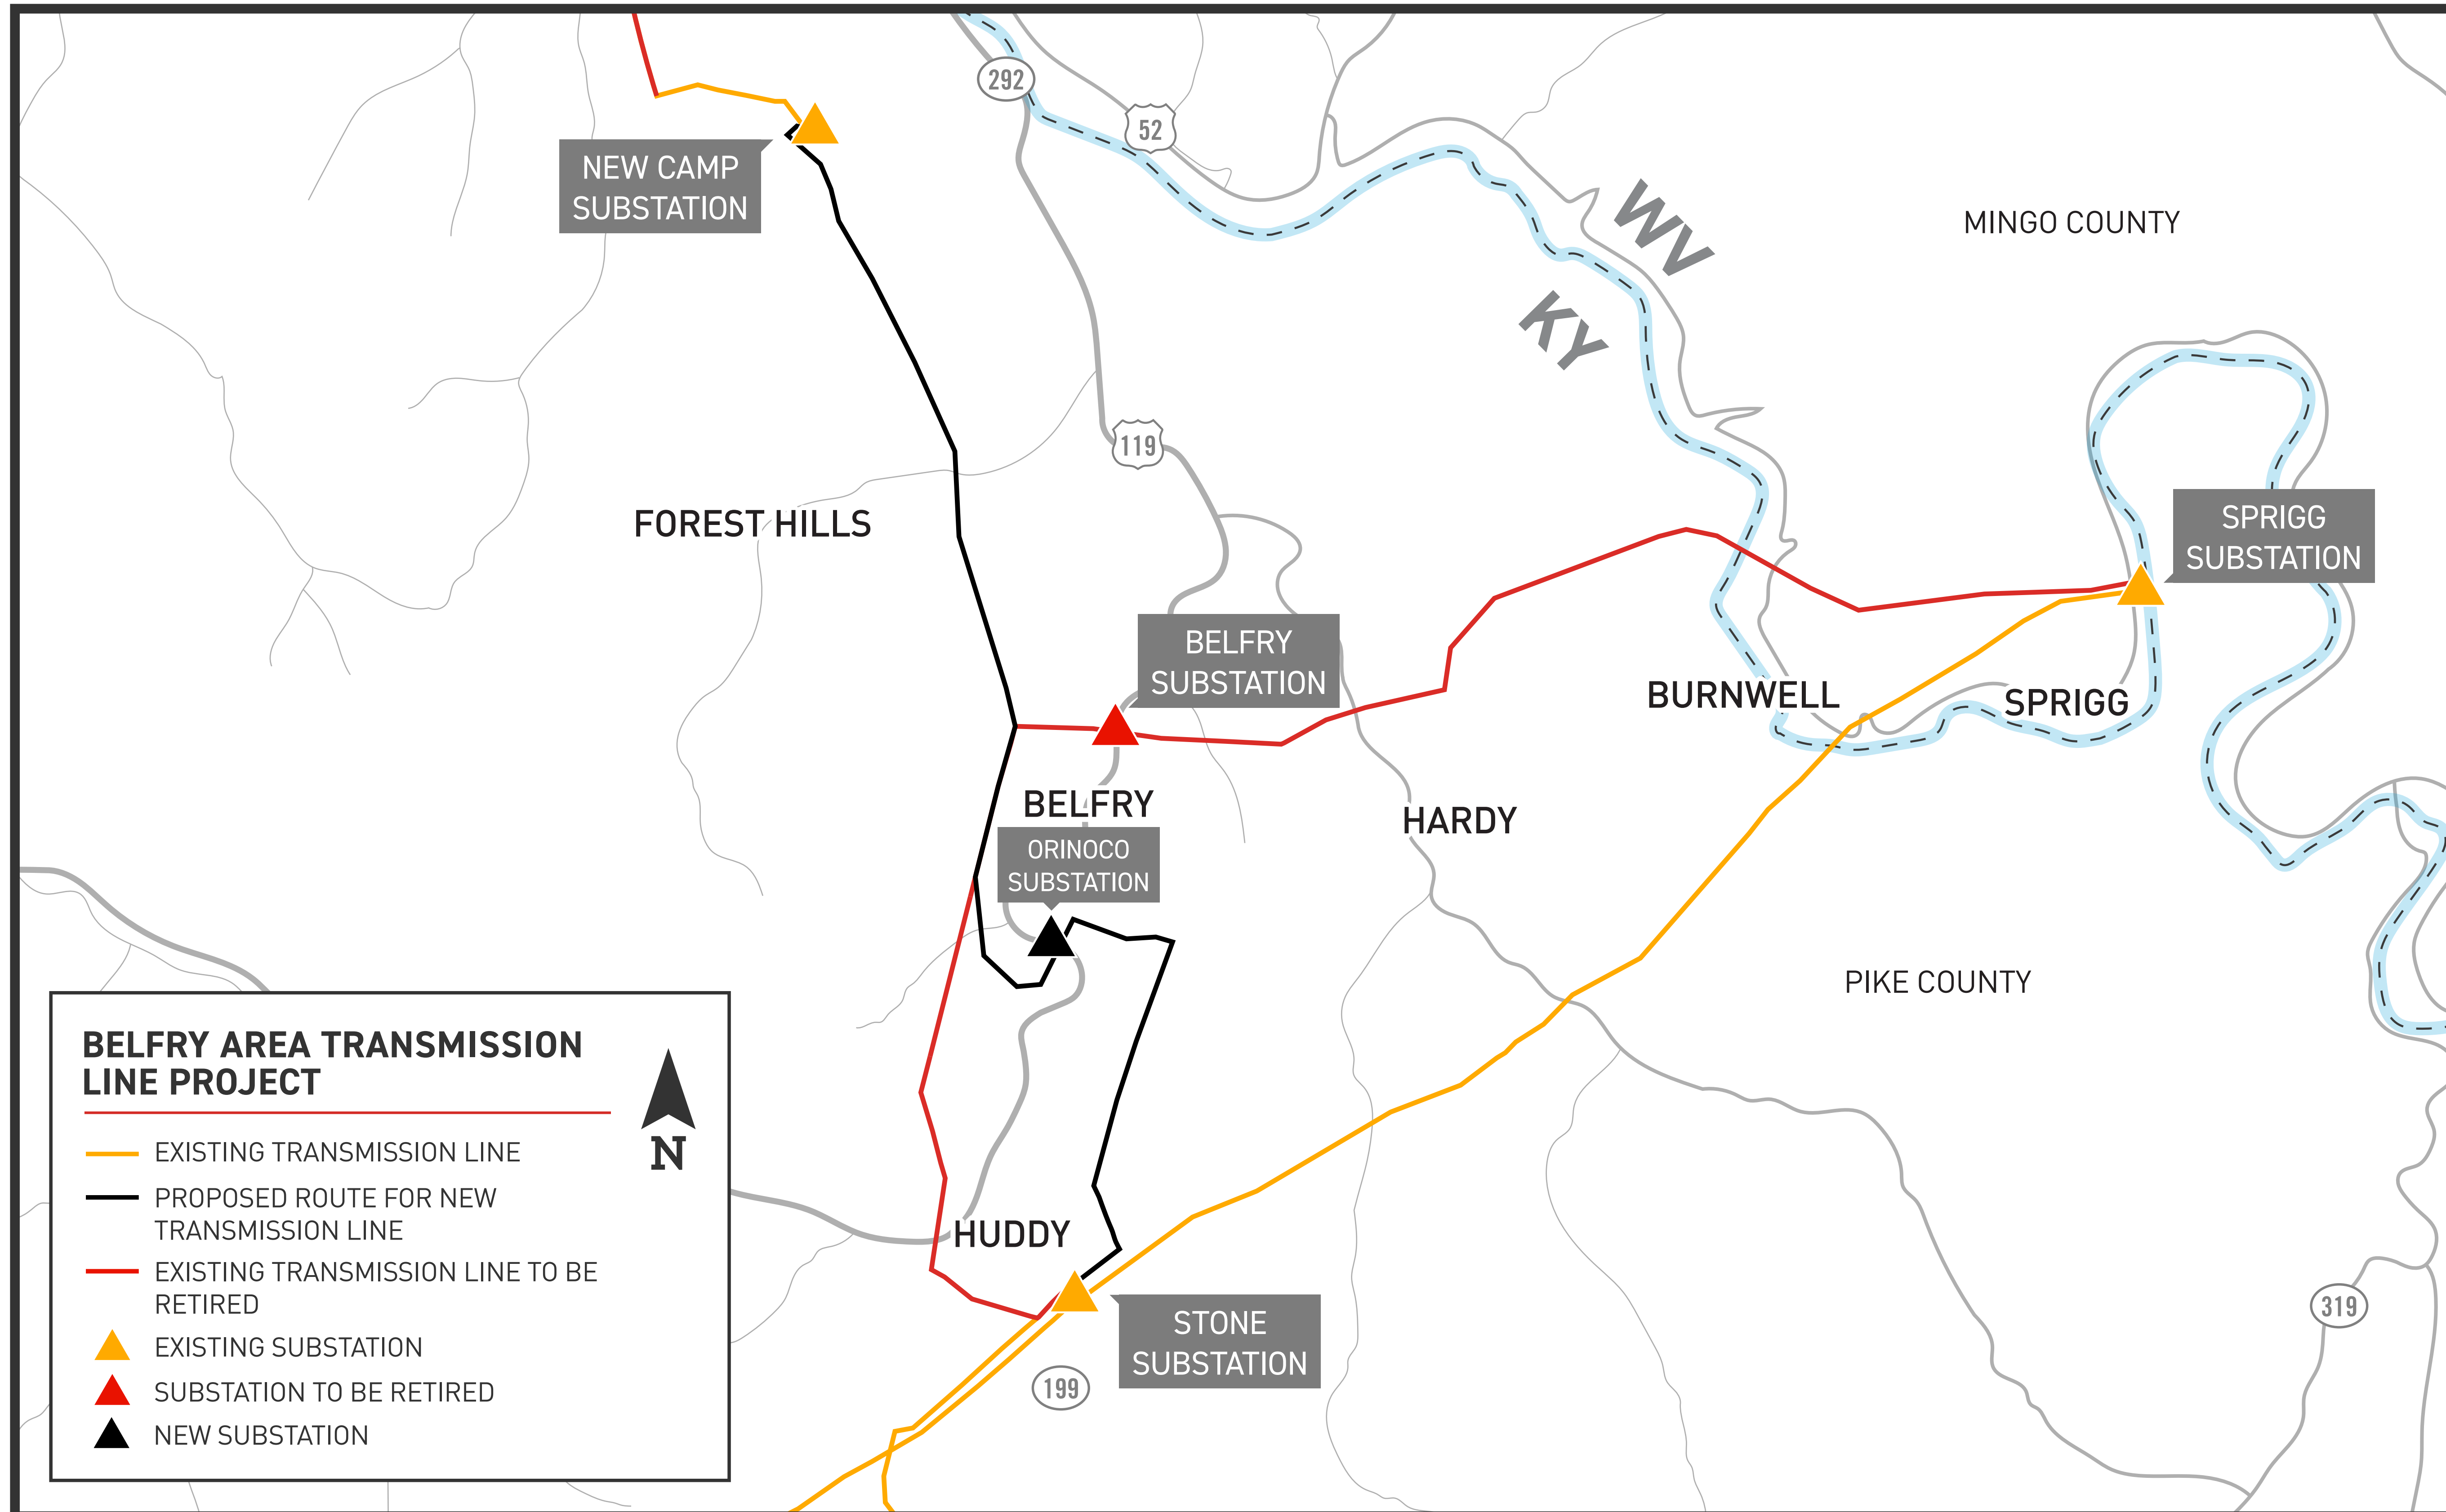 292
52
NEW CAMP
SUBSTATION
WV
KY
MINGO COUNTY
119
FOREST HILLS
SPRIGG
SUBSTATION
BELFRY
SUBSTATION
BURNWELL
SPRIGG
BELFRY
HARDY
ORINOCO
SUBSTATION
PIKE COUNTY
BELFRY AREA TRANSMISSION
LINE PROJECT
N
EXISTING TRANSMISSION LINE
PROPOSED ROUTE FOR NEW
TRANSMISSION LINE
EXISTING TRANSMISSION LINE TO BE
RETIRED
EXISTING SUBSTATION
SUBSTATION TO BE RETIRED
NEW SUBSTATION
HUDDY
STONE
SUBSTATION
199
319